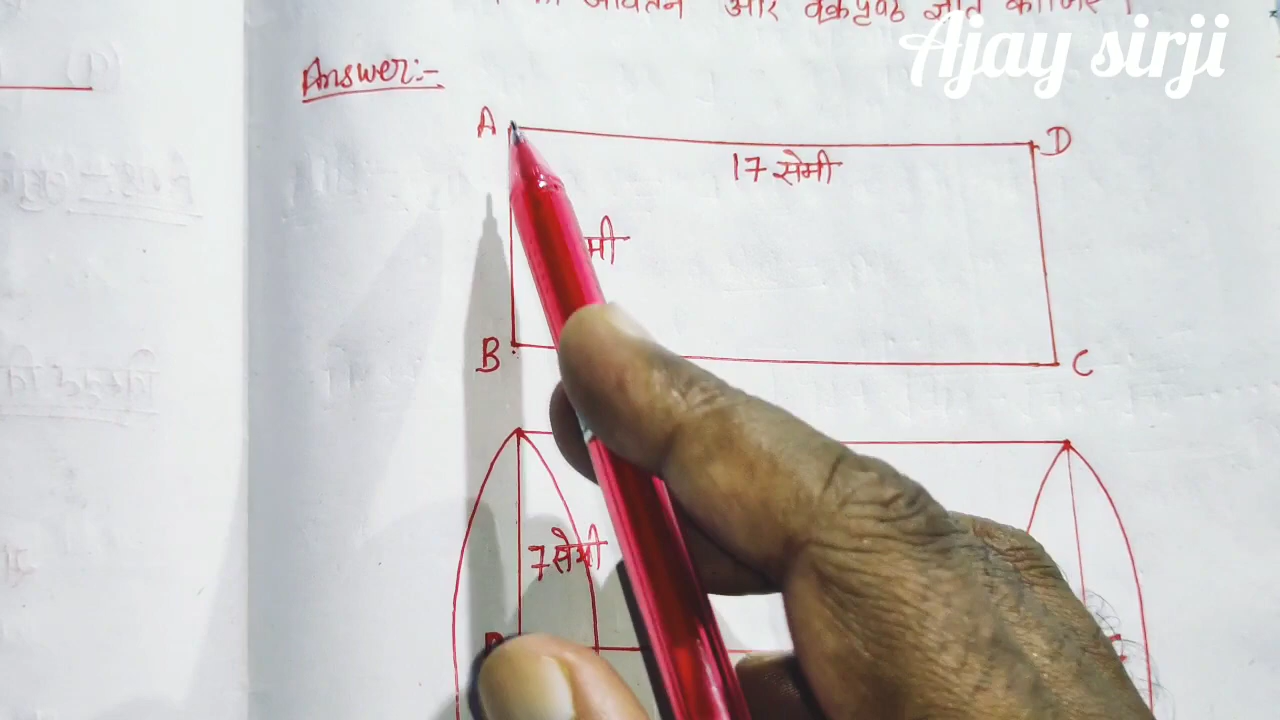 आयतन और वक्रपृष्ठ ज्ञात कीजिए।
Ajay sirji
Answer:-
A
D
17 सेमी
मी
B
C
7 सेमी